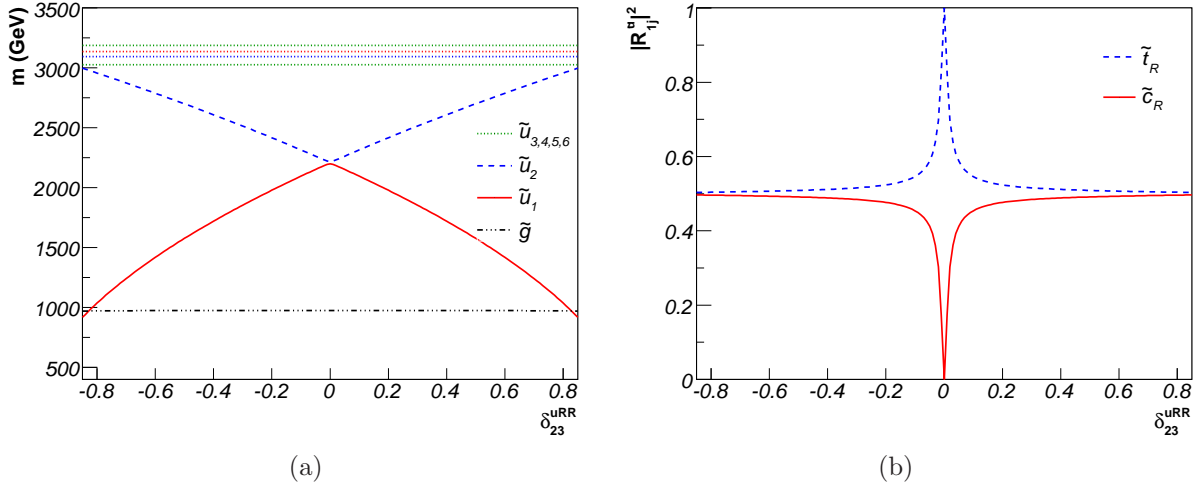 m (GeV)
3500
3000
2500
2000
1500
1000
500
-0.8 -0.6 -0.4 -0.2 0 0.2 0.4 0.6 0.8
δ₂₃ᵘᴿᴿ
ũ₃,₄,₅,₆
ũ₂
ũ₁
g̃
(a)
1
0.8
0.6
0.4
0.2
0
-0.8 -0.6 -0.4 -0.2 0 0.2 0.4 0.6 0.8
δ₂₃ᵘᴿᴿ
t̃_R
c̃_R
(b)